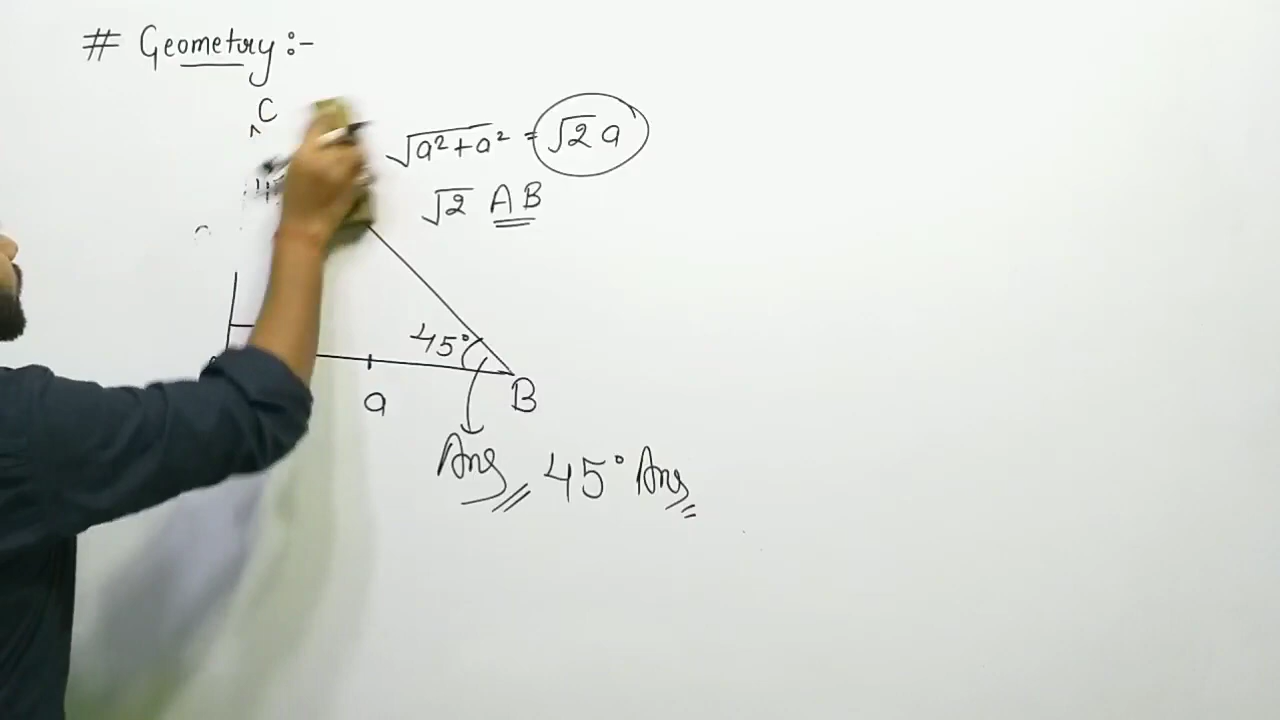 # Geometry :-
C
√a²+a² = √2 a
√2 AB
45°
a
B
Ans 45° Ans